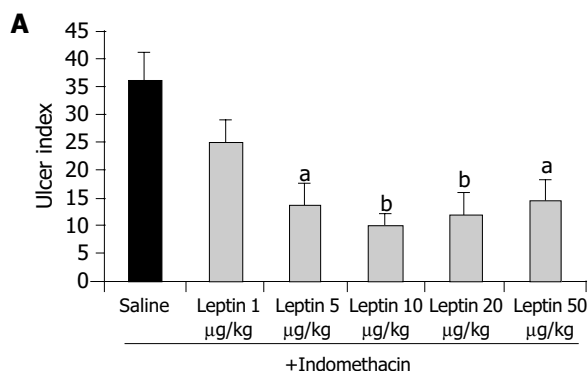 A
Ulcer index
45
40
35
30
25
20
15
10
5
0
a
b
b
a
Saline
Leptin 1 μg/kg
Leptin 5 μg/kg
Leptin 10 μg/kg
Leptin 20 μg/kg
Leptin 50 μg/kg
+Indomethacin